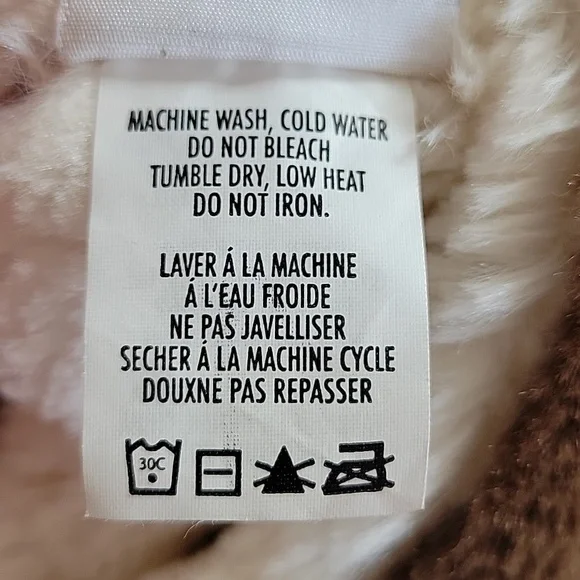 MACHINE WASH, COLD WATER
DO NOT BLEACH
TUMBLE DRY, LOW HEAT
DO NOT IRON.
LAVER Á LA MACHINE
Á L'EAU FROIDE
NE PAS JAVELLISER
SECHER Á LA MACHINE CYCLE
DOUXNE PAS REPASSER
30C